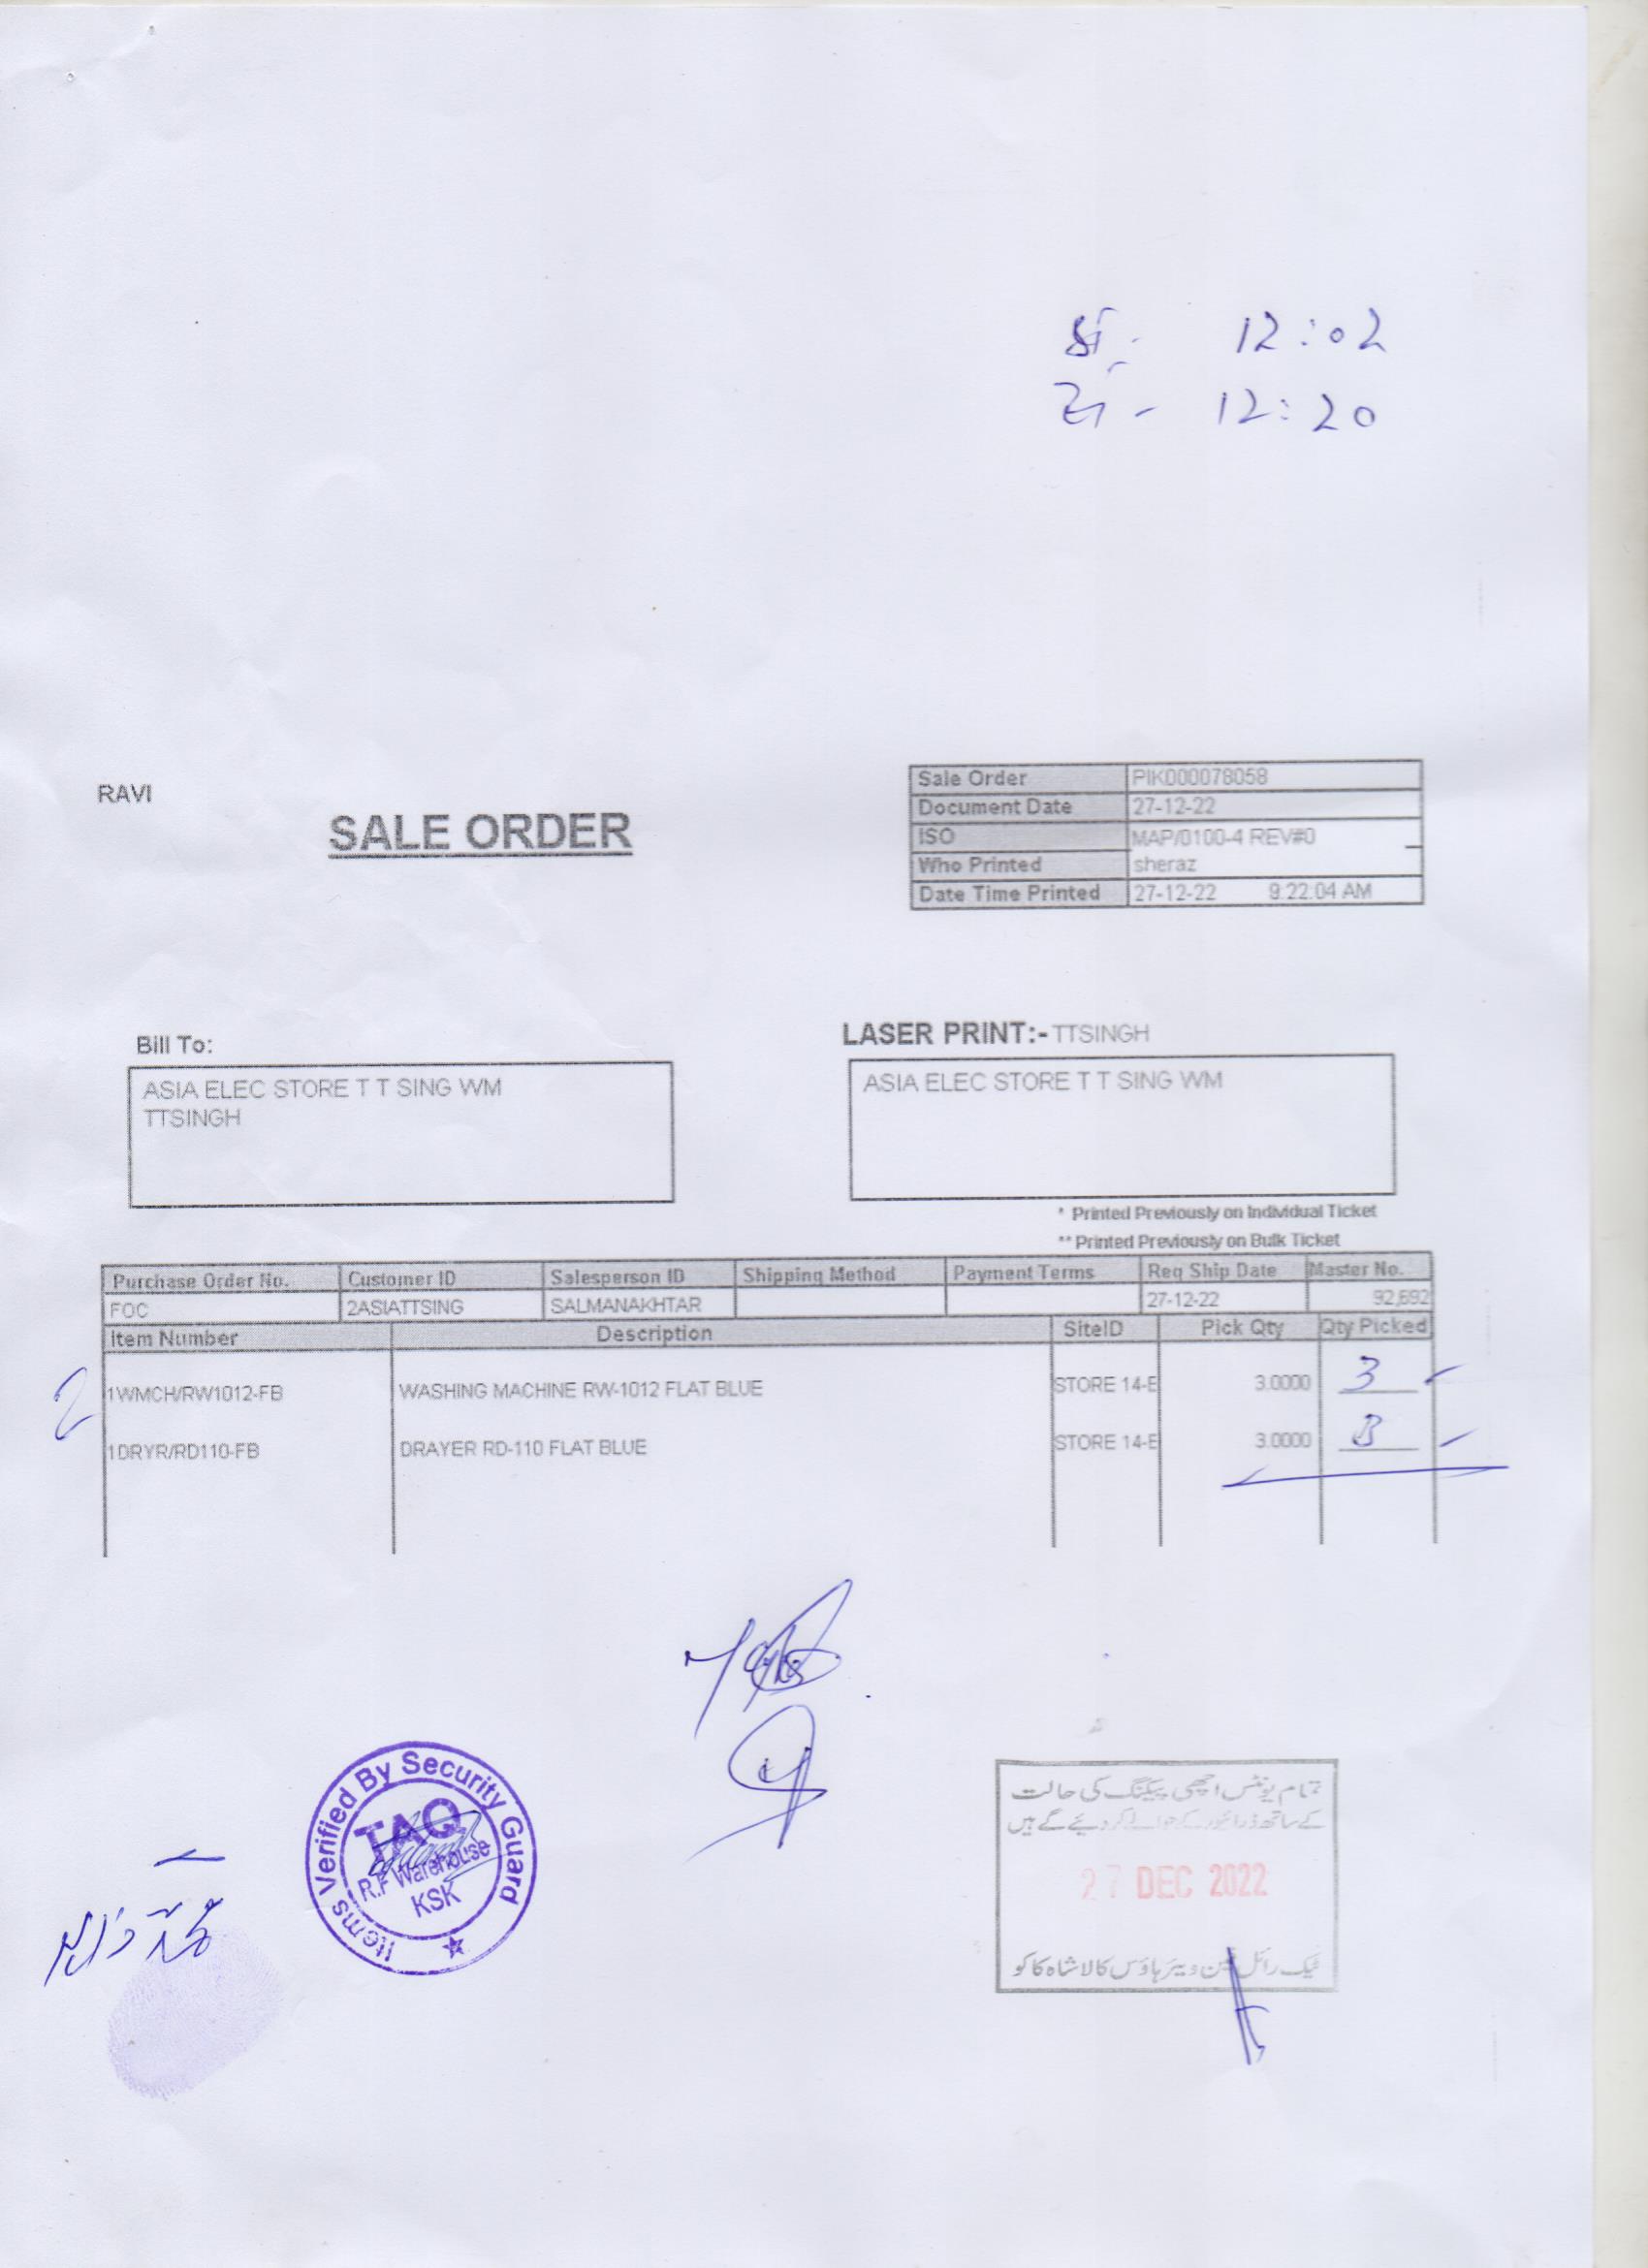 12:02
12:20
RAVI
SALE ORDER
Sale Order PIK000078058
Document Date 27-12-22
ISO MAP/0100-4 REV#0
Who Printed sheraz
Date Time Printed 27-12-22 9:22:04 AM
Bill To:
ASIA ELEC STORE T T SING WM
TTSINGH
LASER PRINT:- TTSINGH
ASIA ELEC STORE T T SING WM
* Printed Previously on Individual Ticket
** Printed Previously on Bulk Ticket
Purchase Order No. Customer ID Salesperson ID Shipping Method Payment Terms Req Ship Date Master No.
FOC 2ASIATTSING SALMANAKHTAR 27-12-22 92,692
Item Number Description SiteID Pick Qty Qty Picked
1WMCH/RW1012-FB WASHING MACHINE RW-1012 FLAT BLUE STORE 14-E 3.0000 3
1DRYR/RD110-FB DRAYER RD-110 FLAT BLUE STORE 14-E 3.0000 3
2
Items Verified By Security Guard
TAQ
R.F Warehouse
KSK
تمام یونٹس اچھی پیکنگ کی حالت
کے ساتھ ڈرائیور کے حوالے کر دیئے گے ہیں
27 DEC 2022
ٹیک رائل فین ویئر ہاؤس کالا شاہ کاکو